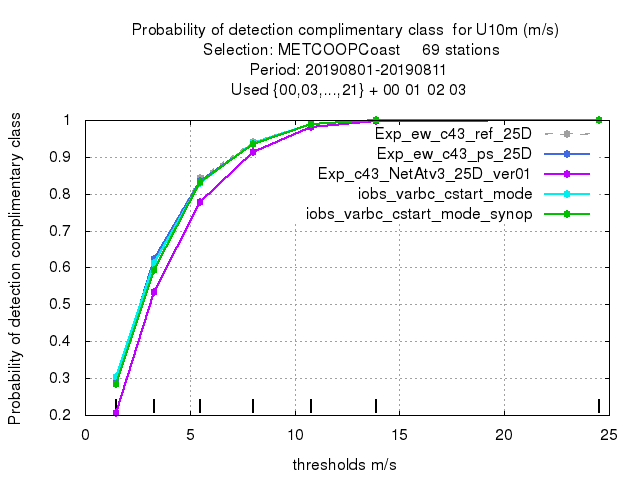 Probability of detection complimentary class  for U10m (m/s)
Selection: METCOOPCoast     69 stations
Period: 20190801-20190811
Used {00,03,...,21} + 00 01 02 03
Probability of detection complimentary class
1
0.9
0.8
0.7
0.6
0.5
0.4
0.3
0.2
Exp_ew_c43_ref_25D
Exp_ew_c43_ps_25D
Exp_c43_NetAtv3_25D_ver01
iobs_varbc_cstart_mode
iobs_varbc_cstart_mode_synop
0 5 10 15 20 25
thresholds m/s